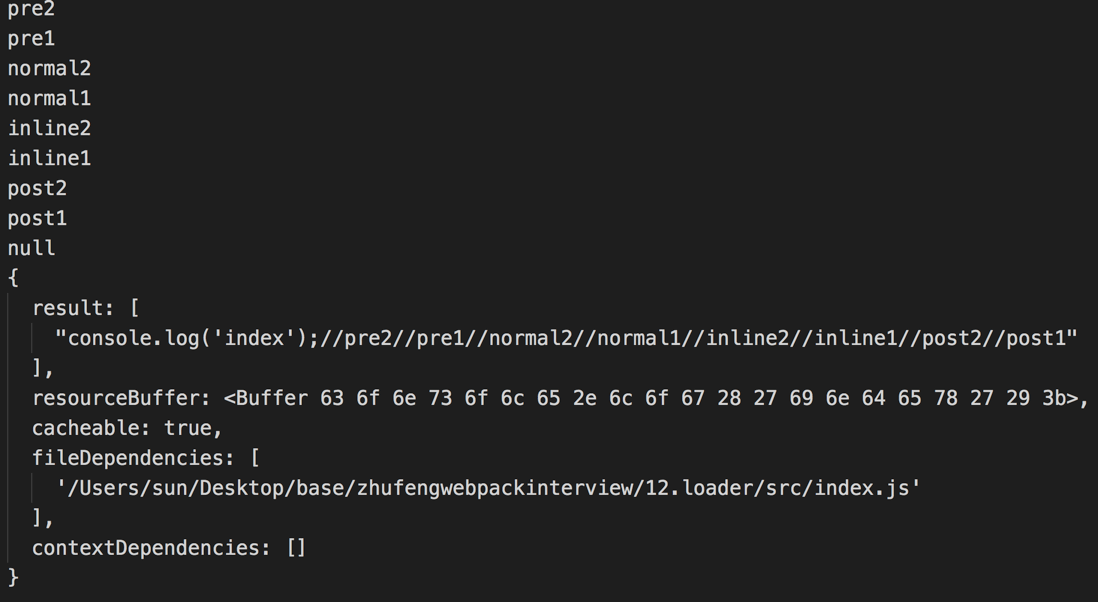 pre2
pre1
normal2
normal1
inline2
inline1
post2
post1
null
{
  result: [
    "console.log('index');//pre2//pre1//normal2//normal1//inline2//inline1//post2//post1"
  ],
  resourceBuffer: <Buffer 63 6f 6e 73 6f 6c 65 2e 6c 6f 67 28 27 69 6e 64 65 78 27 29 3b>,
  cacheable: true,
  fileDependencies: [
    '/Users/sun/Desktop/base/zhufengwebpackinterview/12.loader/src/index.js'
  ],
  contextDependencies: []
}